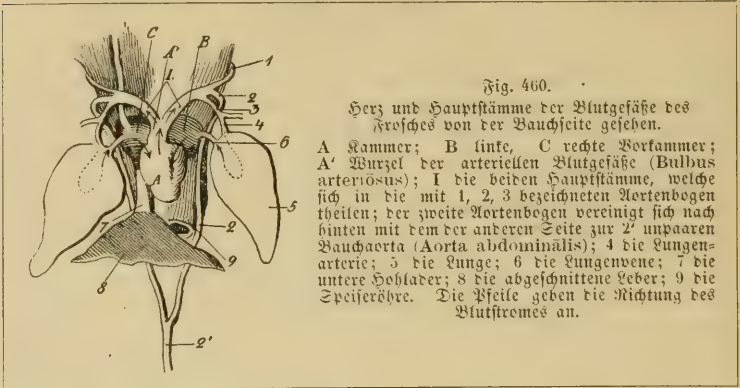 C
A'
B
I
1
2
3
4
6
A
5
7
2
9
8
2'
Fig. 460.
Herz und Hauptstämme der Blutgefäße des
Frosches von der Bauchseite gesehen.
A Kammer; B linke, C rechte Vorkammer;
A' Wurzel der arteriellen Blutgefäße (Bulbus
arteriōsus); I die beiden Hauptstämme, welche
sich in die mit 1, 2, 3 bezeichneten Aortenbogen
theilen; der zweite Aortenbogen vereinigt sich nach
hinten mit dem der anderen Seite zur 2' unpaaren
Bauchaorta (Aorta abdominālis); 4 die Lungen=
arterie; 5 die Lunge; 6 die Lungenvene; 7 die
untere Hohlader; 8 die abgeschnittene Leber; 9 die
Speiseröhre. Die Pfeile geben die Richtung des
Blutstromes an.